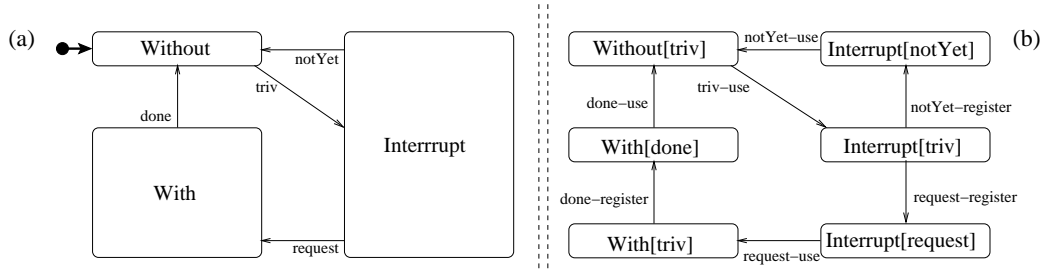 (a)
Without
notYet
triv
done
Interrrupt
With
request
Without[triv]
notYet−use
Interrupt[notYet]
(b)
triv−use
done−use
notYet−register
With[done]
Interrupt[triv]
done−register
request−register
With[triv]
request−use
Interrupt[request]